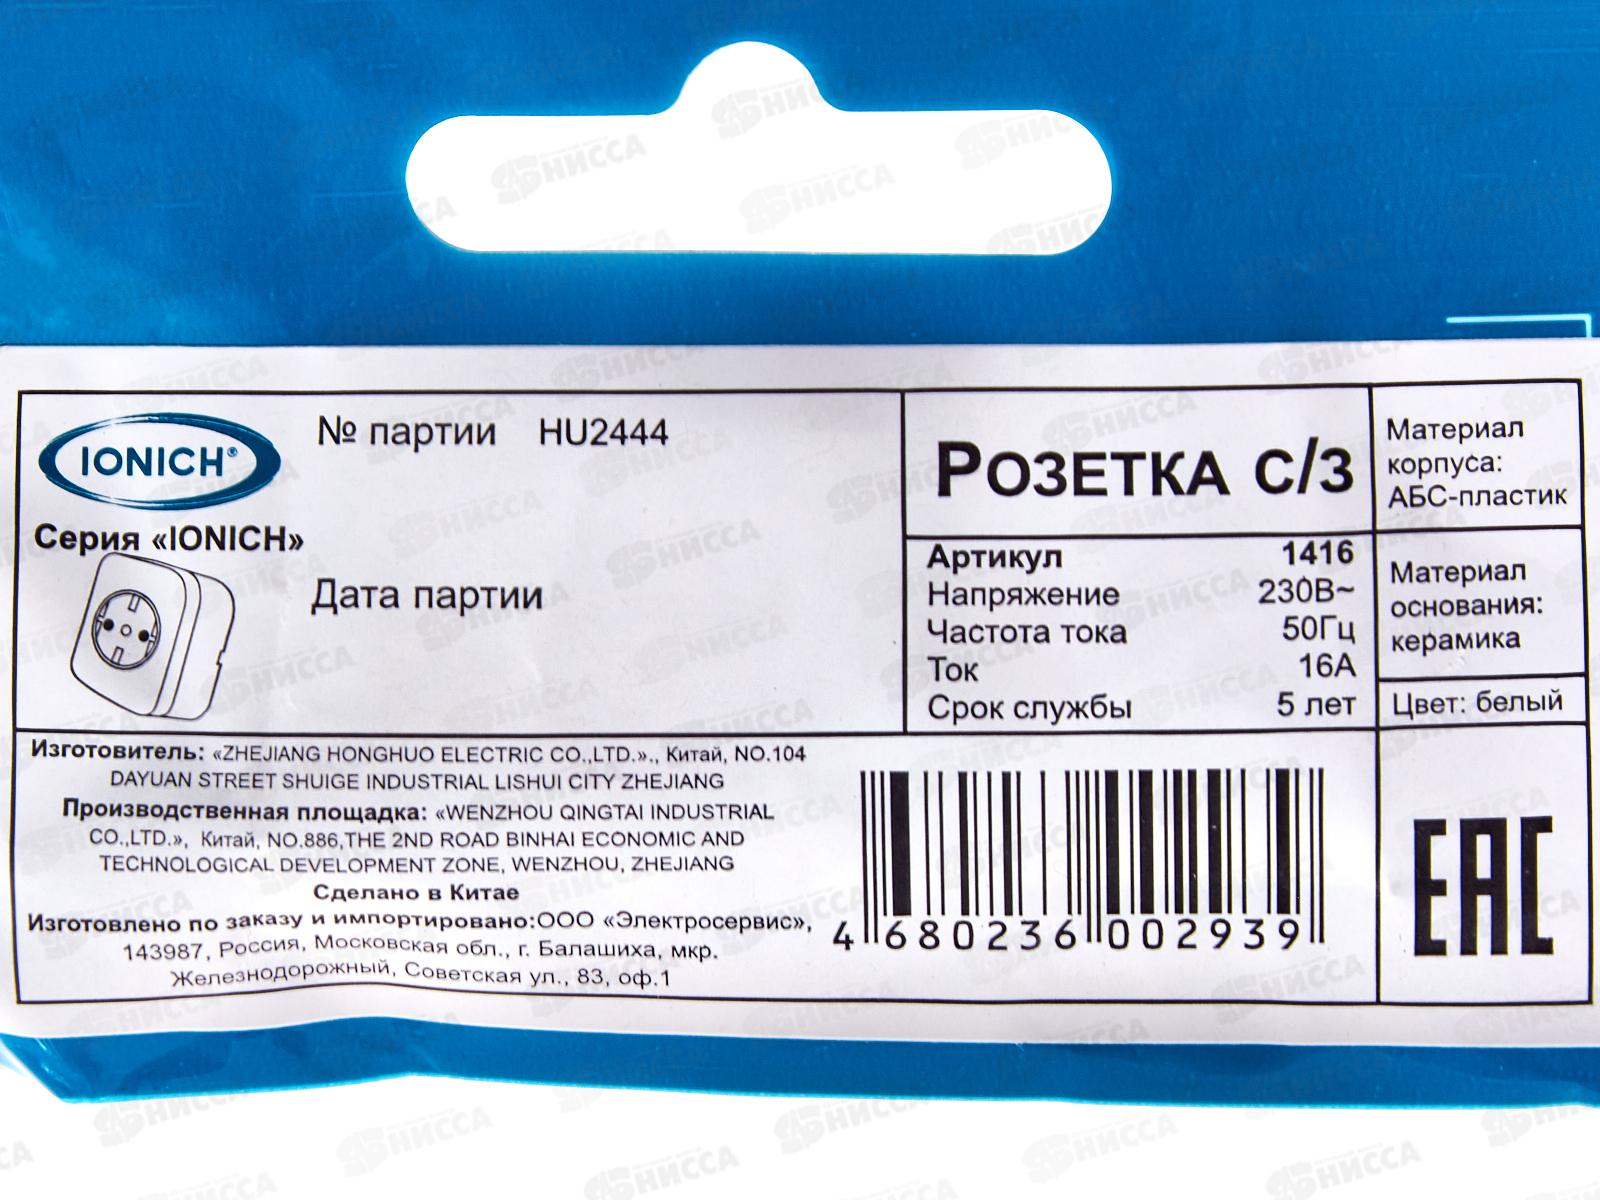 IONICH®
№ партии HU2444
Серия «IONICH»
Дата партии
Розетка с/з
Артикул 1416
Напряжение 230В~
Частота тока 50Гц
Ток 16А
Срок службы 5 лет
Материал
корпуса:
АБС-пластик
Материал
основания:
керамика
Цвет: белый
Изготовитель: «ZHEJIANG HONGHUO ELECTRIC CO.,LTD.»., Китай, NO.104
DAYUAN STREET SHUIGE INDUSTRIAL LISHUI CITY ZHEJIANG
Производственная площадка: «WENZHOU QINGTAI INDUSTRIAL
CO.,LTD.», Китай, NO.886,THE 2ND ROAD BINHAI ECONOMIC AND
TECHNOLOGICAL DEVELOPMENT ZONE, WENZHOU, ZHEJIANG
Сделано в Китае
Изготовлено по заказу и импортировано:ООО «Электросервис»,
143987, Россия, Московская обл., г. Балашиха, мкр.
Железнодорожный, Советская ул., 83, оф.1
4 680236 002939
EAC
НИССА